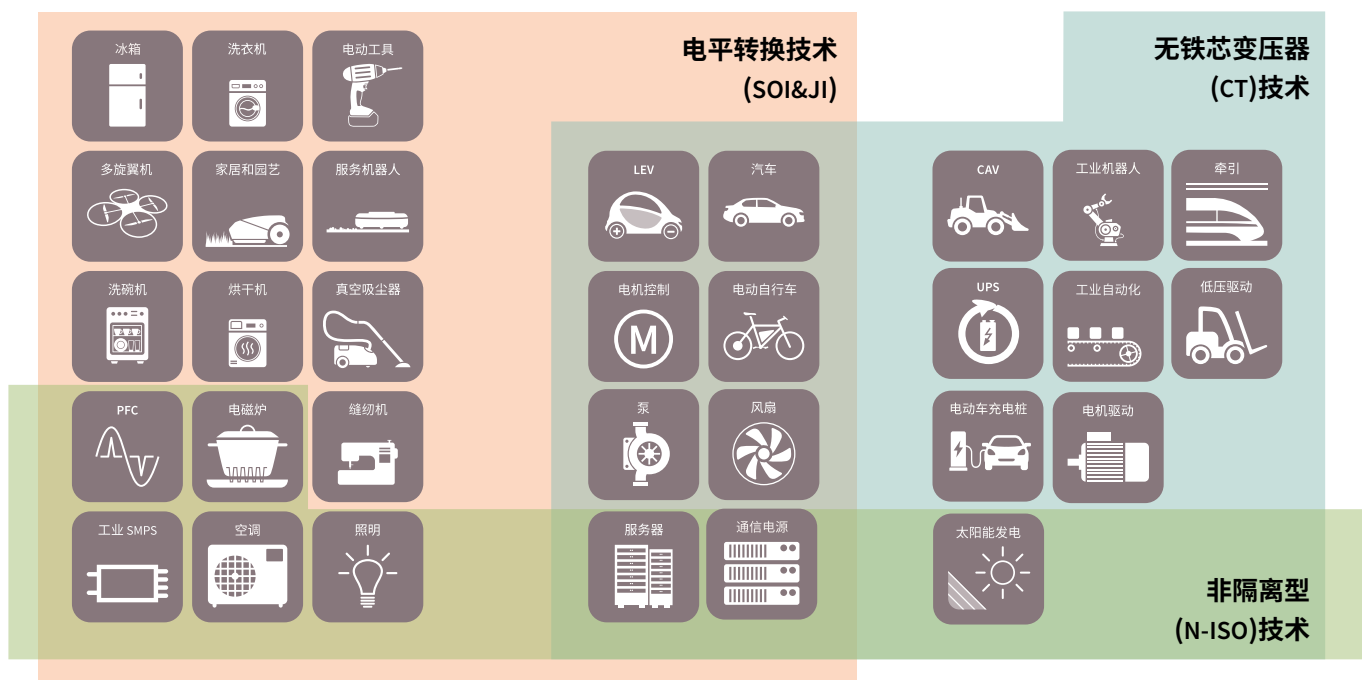 电平转换技术
(SOI&JI)
无铁芯变压器
(CT)技术
冰箱
洗衣机
电动工具
多旋翼机
家居和园艺
服务机器人
LEV
汽车
CAV
工业机器人
牵引
洗碗机
烘干机
真空吸尘器
电机控制
M
电动自行车
UPS
工业自动化
低压驱动
PFC
电磁炉
缝纫机
泵
风扇
电动车充电桩
电机驱动
工业 SMPS
空调
照明
服务器
通信电源
太阳能发电
非隔离型
(N-ISO)技术